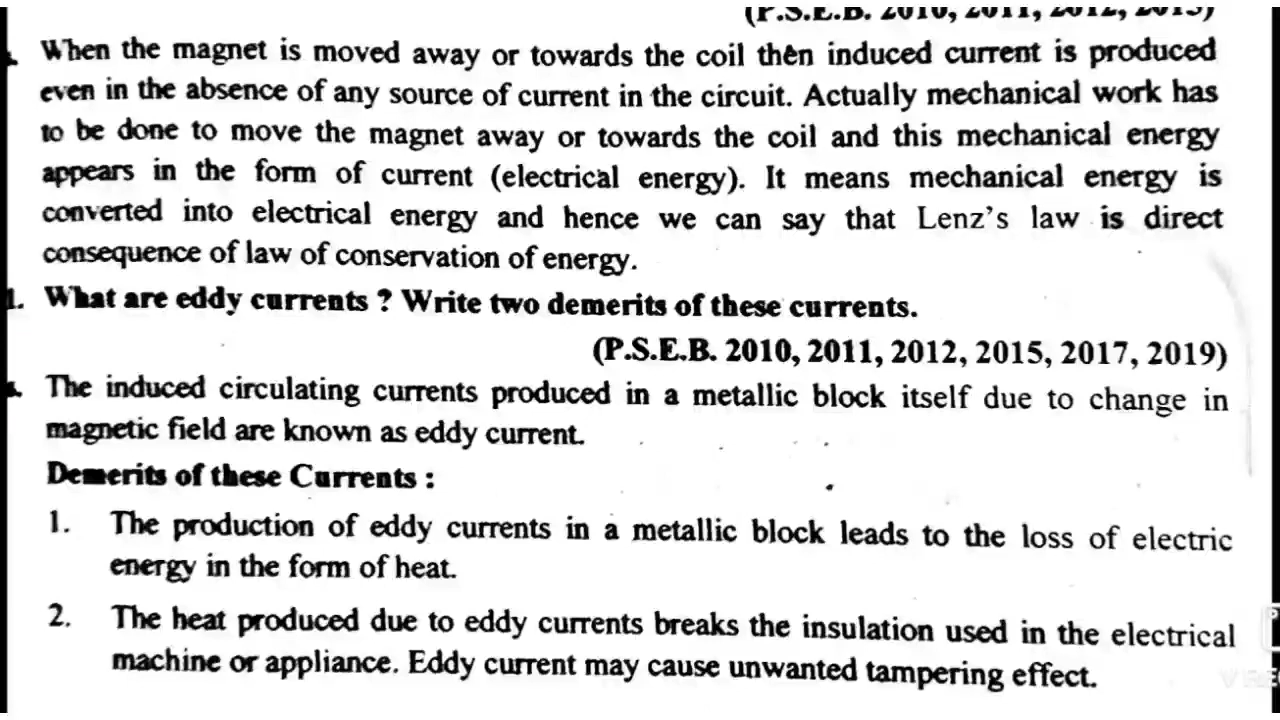 (P.S.E.B. 2010, 2011, 2012, 2015)
When the magnet is moved away or towards the coil then induced current is produced
even in the absence of any source of current in the circuit. Actually mechanical work has
to be done to move the magnet away or towards the coil and this mechanical energy
appears in the form of current (electrical energy). It means mechanical energy is
converted into electrical energy and hence we can say that Lenz's law is direct
consequence of law of conservation of energy.
1. What are eddy currents ? Write two demerits of these currents.
(P.S.E.B. 2010, 2011, 2012, 2015, 2017, 2019)
The induced circulating currents produced in a metallic block itself due to change in
magnetic field are known as eddy current.
Demerits of these Currents :
1. The production of eddy currents in a metallic block leads to the loss of electric
energy in the form of heat.
2. The heat produced due to eddy currents breaks the insulation used in the electrical
machine or appliance. Eddy current may cause unwanted tampering effect.